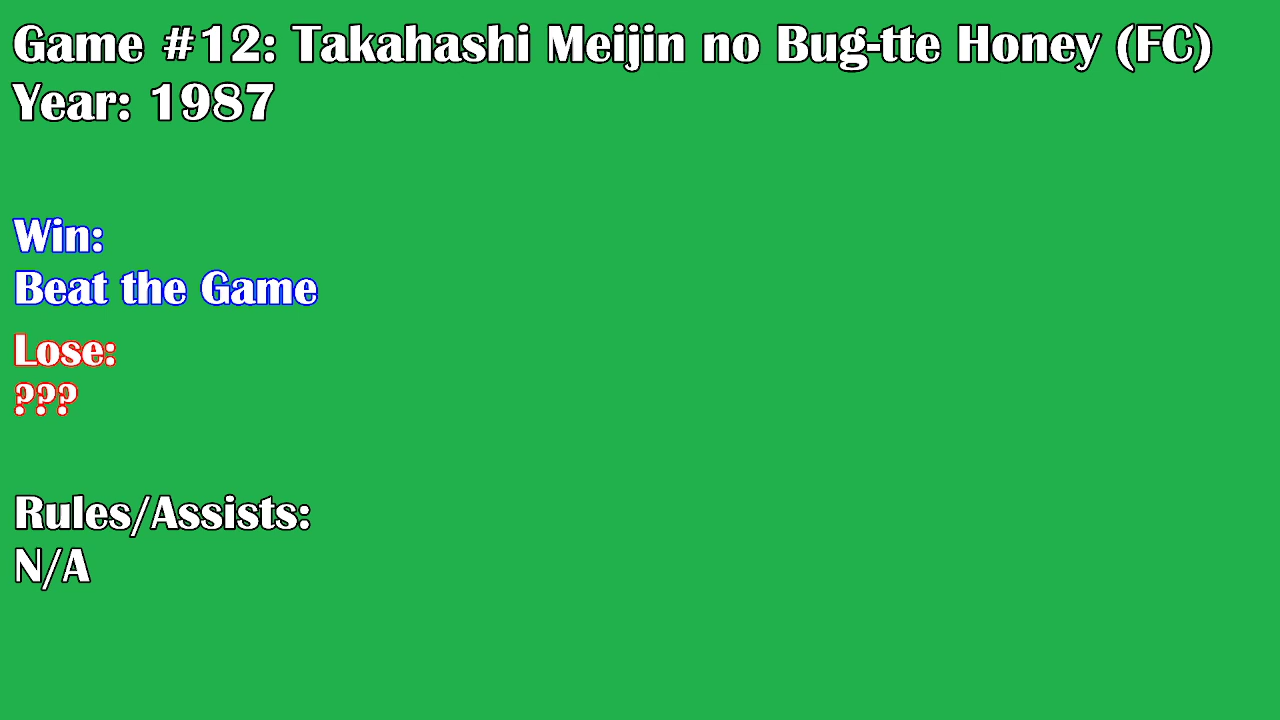 Game #12: Takahashi Meijin no Bug-tte Honey (FC)
Year: 1987
Win:
Beat the Game
Lose:
???
Rules/Assists:
N/A